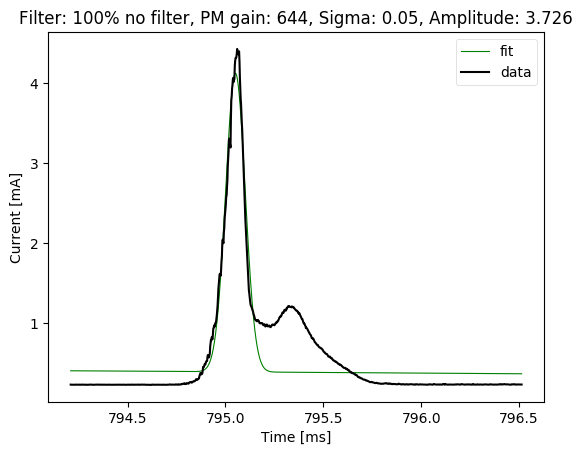 Filter: 100% no filter, PM gain: 644, Sigma: 0.05, Amplitude: 3.726
fit
data
4
3
2
1
Current [mA]
794.5 795.0 795.5 796.0 796.5
Time [ms]